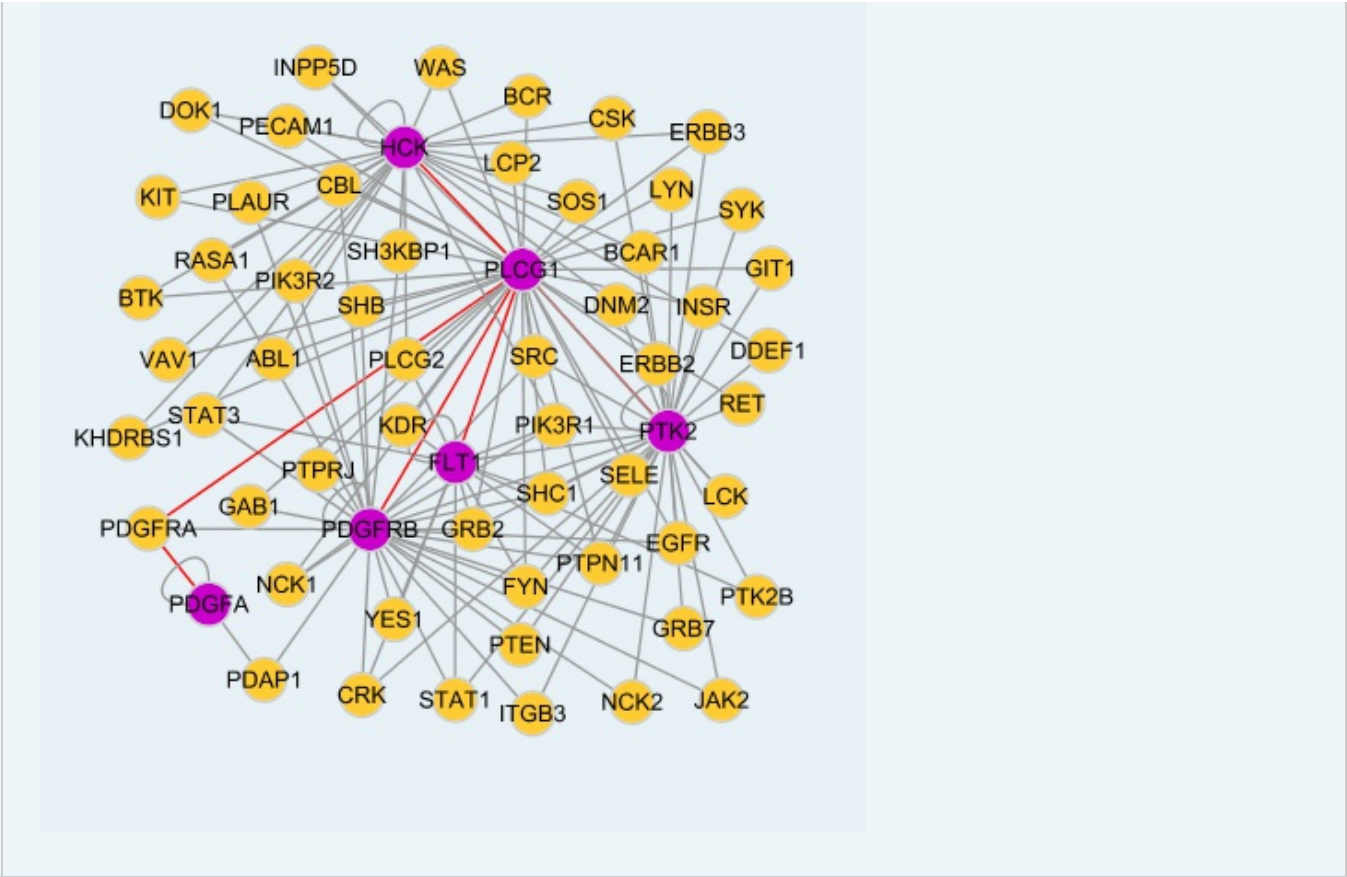 INPP5D
WAS
BCR
DOK1
PECAM1
CSK
ERBB3
HCK
LCP2
KIT
PLAUR
CBL
SOS1
LYN
SYK
RASA1
SH3KBP1
BCAR1
PLCG1
GIT1
BTK
PIK3R2
SHB
DNM2
INSR
VAV1
ABL1
PLCG2
SRC
ERBB2
DDEF1
KHDRBS1
STAT3
KDR
PIK3R1
RET
PTK2
PTPRJ
FLT1
SELE
LCK
GAB1
SHC1
PDGFRA
PDGFRB
GRB2
EGFR
PTPN11
NCK1
FYN
PTK2B
PDGFA
YES1
PTEN
GRB7
PDAP1
CRK
STAT1
ITGB3
NCK2
JAK2